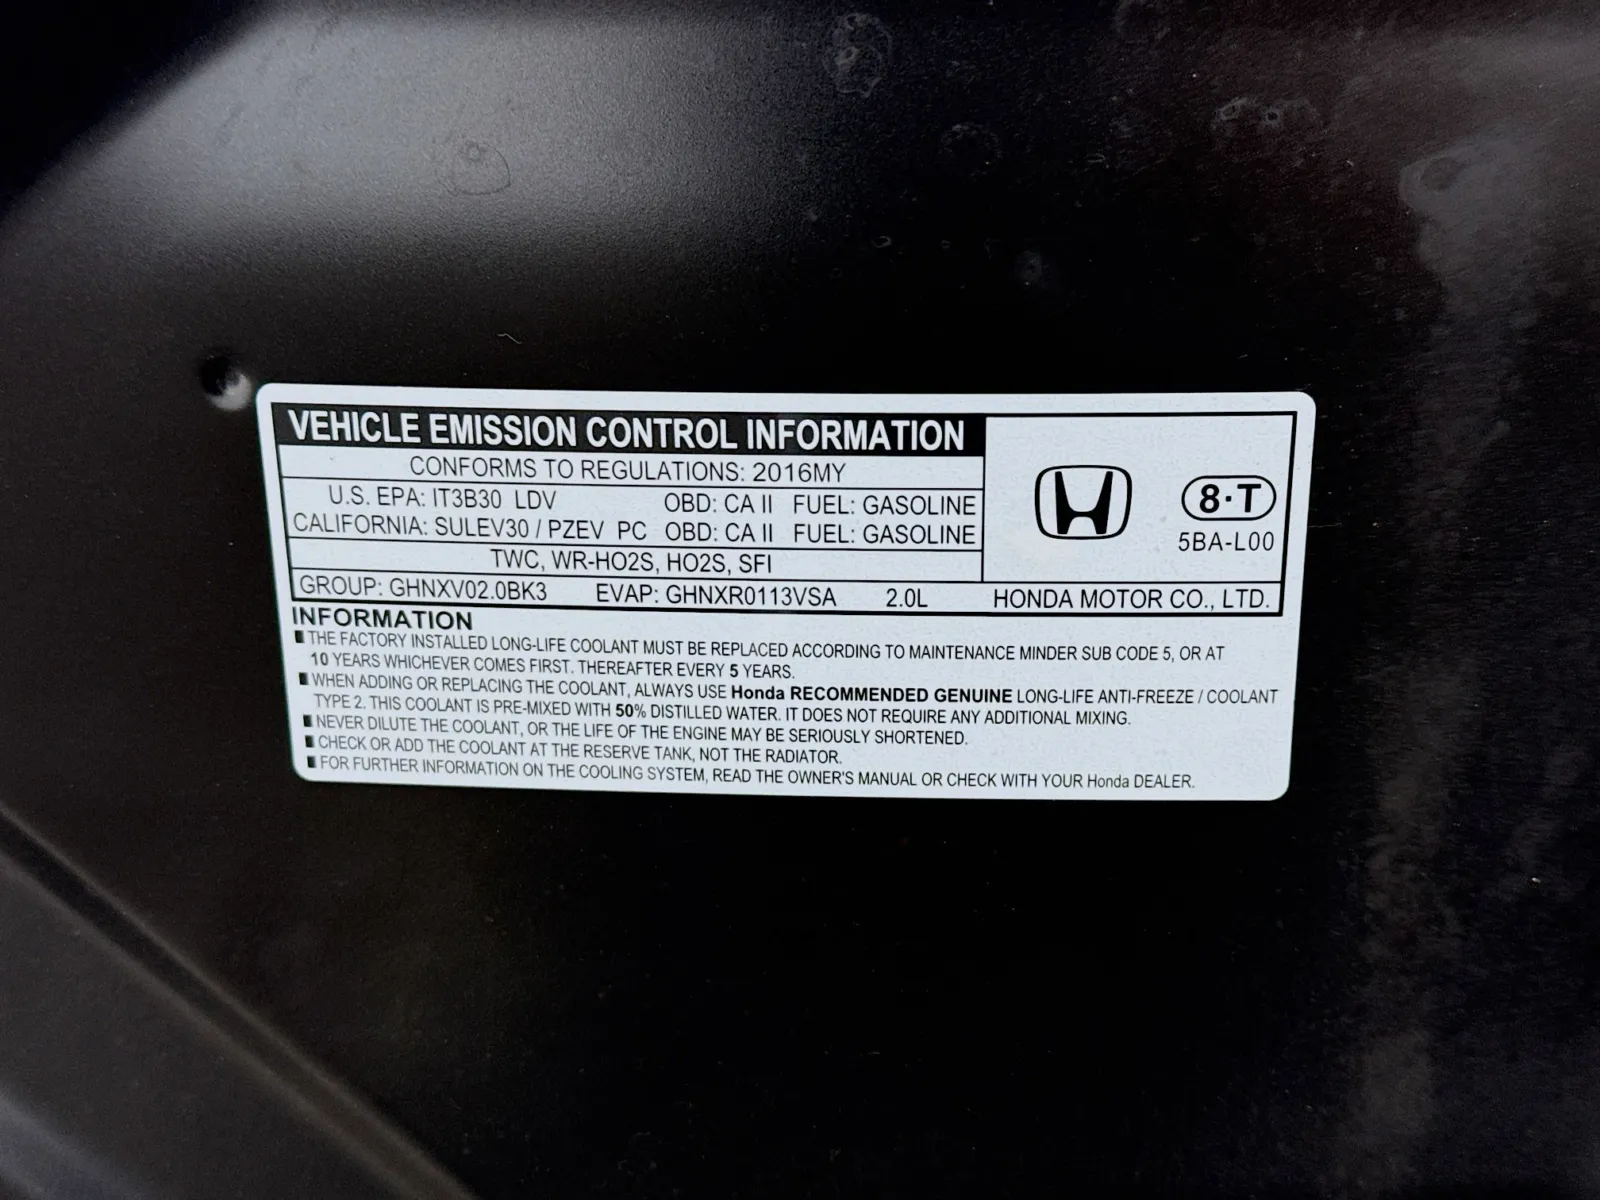 VEHICLE EMISSION CONTROL INFORMATION
CONFORMS TO REGULATIONS: 2016MY
U.S. EPA: IT3B30 LDV OBD: CA II FUEL: GASOLINE
CALIFORNIA: SULEV30 / PZEV PC OBD: CA II FUEL: GASOLINE
TWC, WR-HO2S, HO2S, SFI
8·T
5BA-L00
GROUP: GHNXV02.0BK3 EVAP: GHNXR0113VSA 2.0L HONDA MOTOR CO., LTD.
INFORMATION
THE FACTORY INSTALLED LONG-LIFE COOLANT MUST BE REPLACED ACCORDING TO MAINTENANCE MINDER SUB CODE 5, OR AT
10 YEARS WHICHEVER COMES FIRST. THEREAFTER EVERY 5 YEARS.
WHEN ADDING OR REPLACING THE COOLANT, ALWAYS USE Honda RECOMMENDED GENUINE LONG-LIFE ANTI-FREEZE / COOLANT
TYPE 2. THIS COOLANT IS PRE-MIXED WITH 50% DISTILLED WATER. IT DOES NOT REQUIRE ANY ADDITIONAL MIXING.
NEVER DILUTE THE COOLANT, OR THE LIFE OF THE ENGINE MAY BE SERIOUSLY SHORTENED.
CHECK OR ADD THE COOLANT AT THE RESERVE TANK, NOT THE RADIATOR.
FOR FURTHER INFORMATION ON THE COOLING SYSTEM, READ THE OWNER'S MANUAL OR CHECK WITH YOUR Honda DEALER.